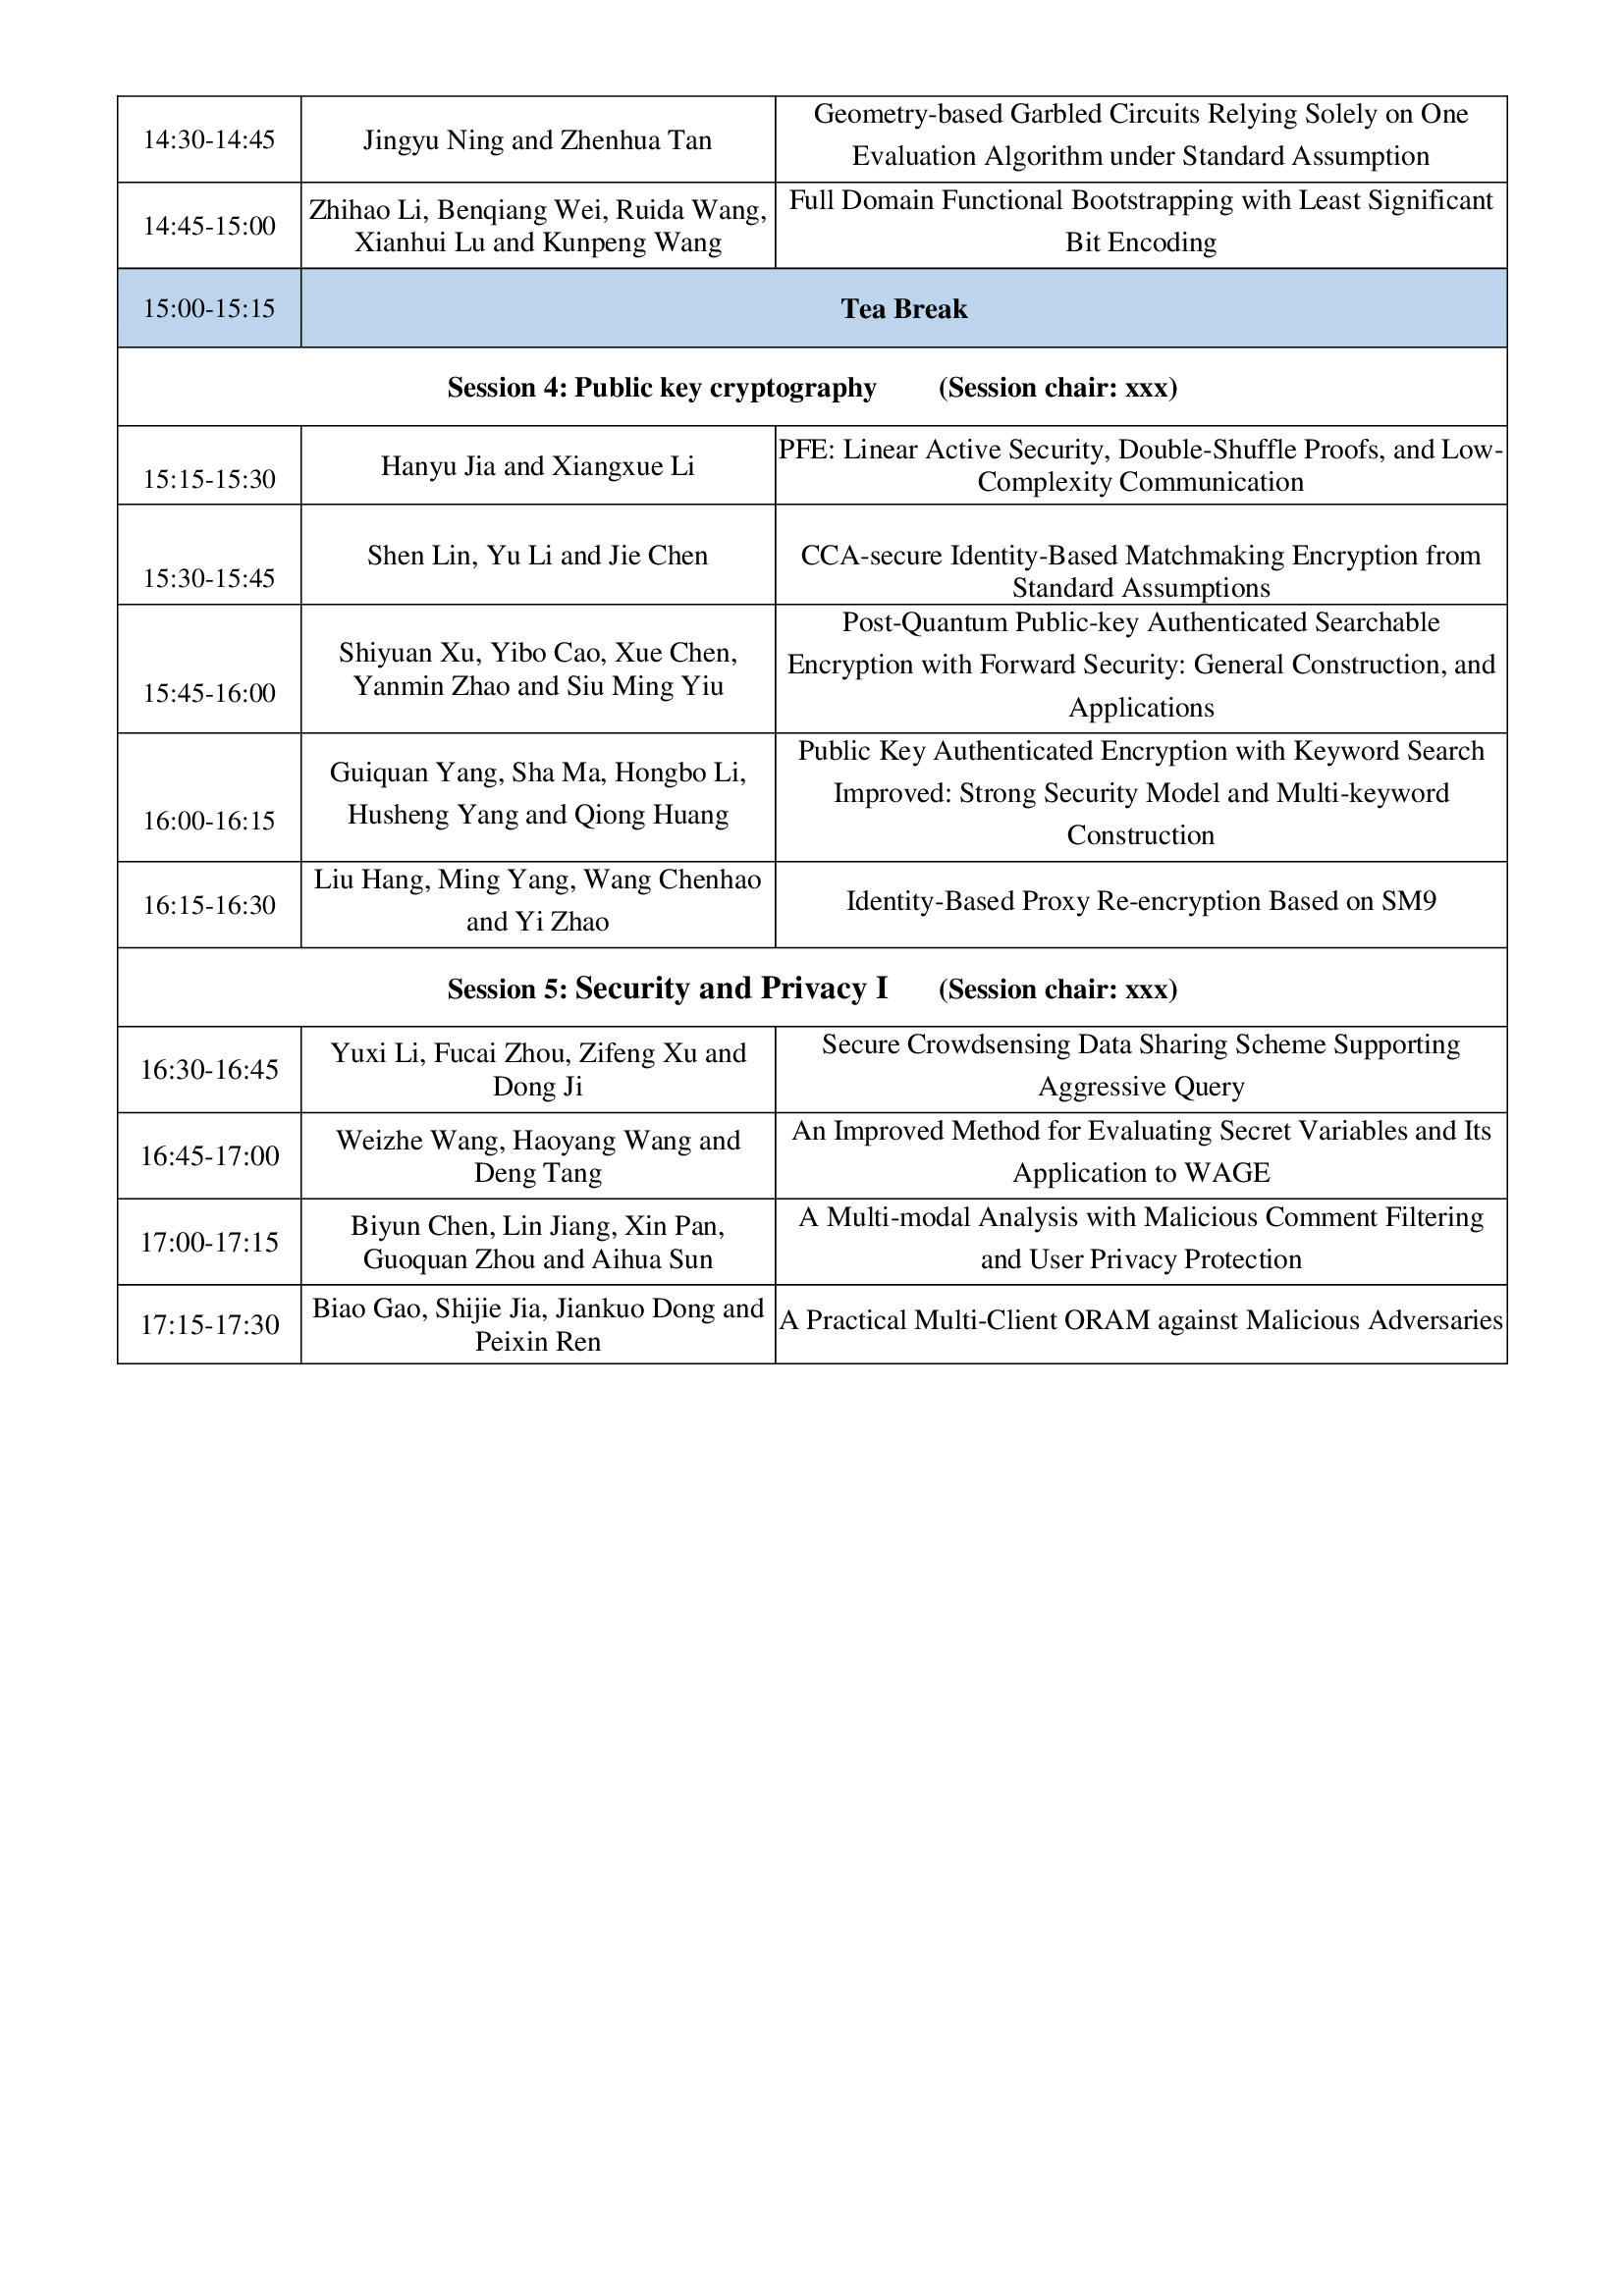 14:30-14:45
Jingyu Ning and Zhenhua Tan
Geometry-based Garbled Circuits Relying Solely on One
Evaluation Algorithm under Standard Assumption
14:45-15:00
Zhihao Li, Benqiang Wei, Ruida Wang,
Xianhui Lu and Kunpeng Wang
Full Domain Functional Bootstrapping with Least Significant
Bit Encoding
15:00-15:15
Tea Break
Session 4: Public key cryptography (Session chair: xxx)
15:15-15:30
Hanyu Jia and Xiangxue Li
PFE: Linear Active Security, Double-Shuffle Proofs, and Low-
Complexity Communication
15:30-15:45
Shen Lin, Yu Li and Jie Chen
CCA-secure Identity-Based Matchmaking Encryption from
Standard Assumptions
15:45-16:00
Shiyuan Xu, Yibo Cao, Xue Chen,
Yanmin Zhao and Siu Ming Yiu
Post-Quantum Public-key Authenticated Searchable
Encryption with Forward Security: General Construction, and
Applications
16:00-16:15
Guiquan Yang, Sha Ma, Hongbo Li,
Husheng Yang and Qiong Huang
Public Key Authenticated Encryption with Keyword Search
Improved: Strong Security Model and Multi-keyword
Construction
16:15-16:30
Liu Hang, Ming Yang, Wang Chenhao
and Yi Zhao
Identity-Based Proxy Re-encryption Based on SM9
Session 5: Security and Privacy I (Session chair: xxx)
16:30-16:45
Yuxi Li, Fucai Zhou, Zifeng Xu and
Dong Ji
Secure Crowdsensing Data Sharing Scheme Supporting
Aggressive Query
16:45-17:00
Weizhe Wang, Haoyang Wang and
Deng Tang
An Improved Method for Evaluating Secret Variables and Its
Application to WAGE
17:00-17:15
Biyun Chen, Lin Jiang, Xin Pan,
Guoquan Zhou and Aihua Sun
A Multi-modal Analysis with Malicious Comment Filtering
and User Privacy Protection
17:15-17:30
Biao Gao, Shijie Jia, Jiankuo Dong and
Peixin Ren
A Practical Multi-Client ORAM against Malicious Adversaries